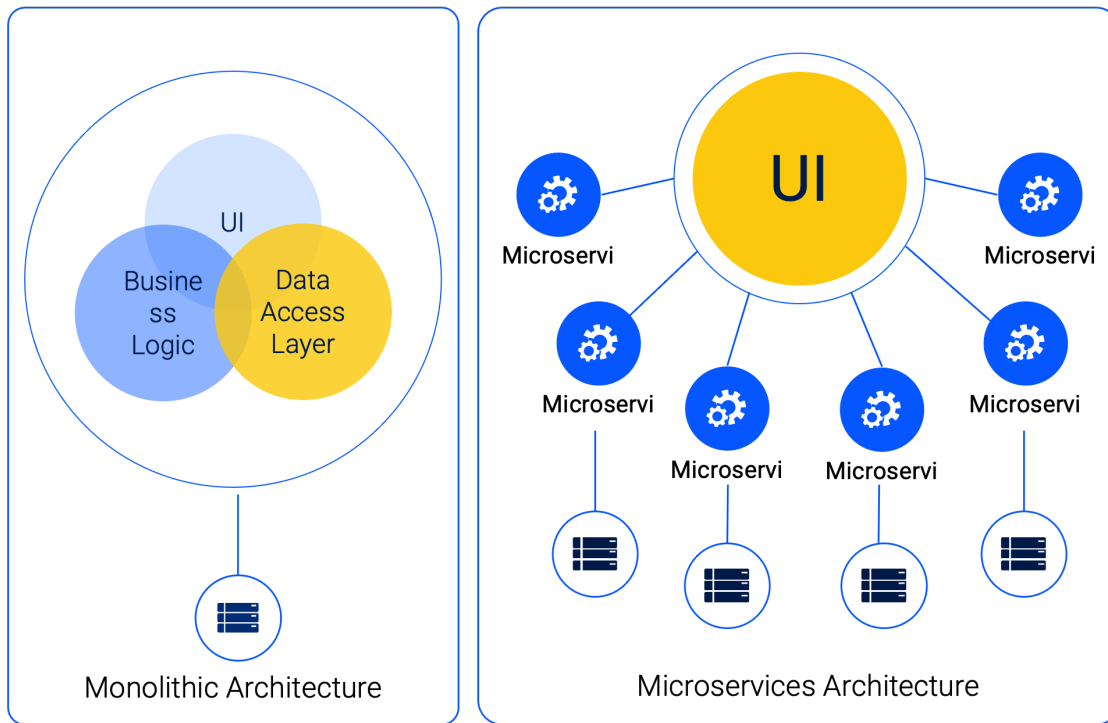 UI
Busine
ss
Logic
Data
Access
Layer
Monolithic Architecture
UI
Microservi
Microservi
Microservi
Microservi
Microservi
Microservi
Microservices Architecture